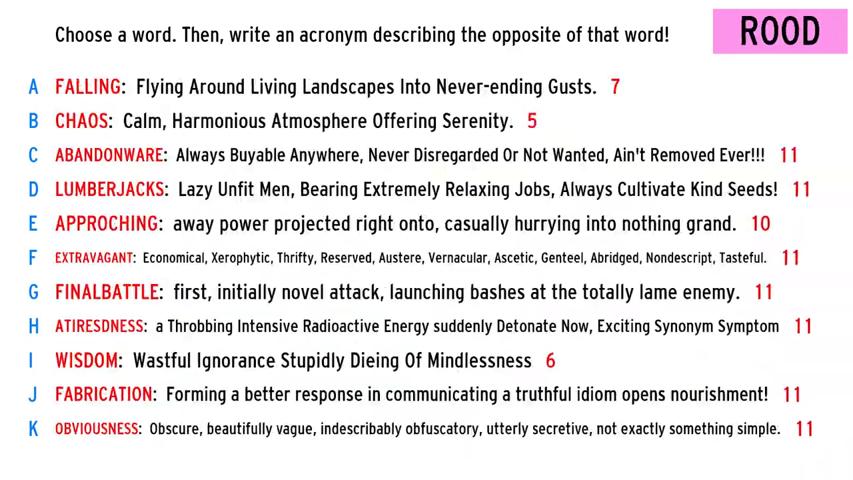 Choose a word. Then, write an acronym describing the opposite of that word! ROOD
A FALLING: Flying Around Living Landscapes Into Never-ending Gusts. 7
B CHAOS: Calm, Harmonious Atmosphere Offering Serenity. 5
C ABANDONWARE: Always Buyable Anywhere, Never Disregarded Or Not Wanted, Ain't Removed Ever!!! 11
D LUMBERJACKS: Lazy Unfit Men, Bearing Extremely Relaxing Jobs, Always Cultivate Kind Seeds! 11
E APPROCHING: away power projected right onto, casually hurrying into nothing grand. 10
F EXTRAVAGANT: Economical, Xerophytic, Thrifty, Reserved, Austere, Vernacular, Ascetic, Genteel, Abridged, Nondescript, Tasteful. 11
G FINALBATTLE: first, initially novel attack, launching bashes at the totally lame enemy. 11
H ATIRESDNESS: a Throbbing Intensive Radioactive Energy suddenly Detonate Now, Exciting Synonym Symptom 11
I WISDOM: Wastful Ignorance Stupidly Dieing Of Mindlessness 6
J FABRICATION: Forming a better response in communicating a truthful idiom opens nourishment! 11
K OBVIOUSNESS: Obscure, beautifully vague, indescribably obfuscatory, utterly secretive, not exactly something simple. 11